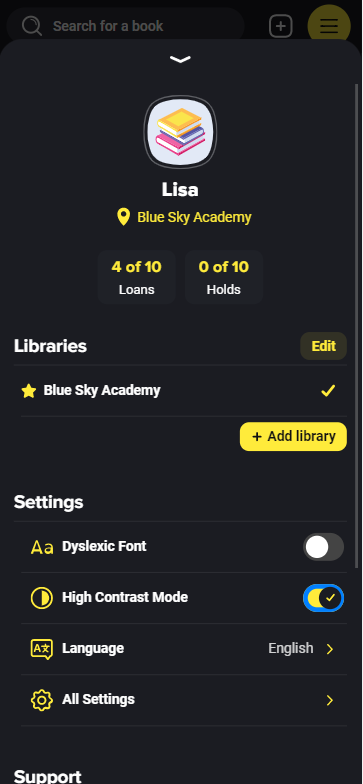 Search for a book
Lisa
Blue Sky Academy
4 of 10
Loans
0 of 10
Holds
Libraries
Edit
Blue Sky Academy
+ Add library
Settings
Aa Dyslexic Font
High Contrast Mode
Language
English
All Settings
Support